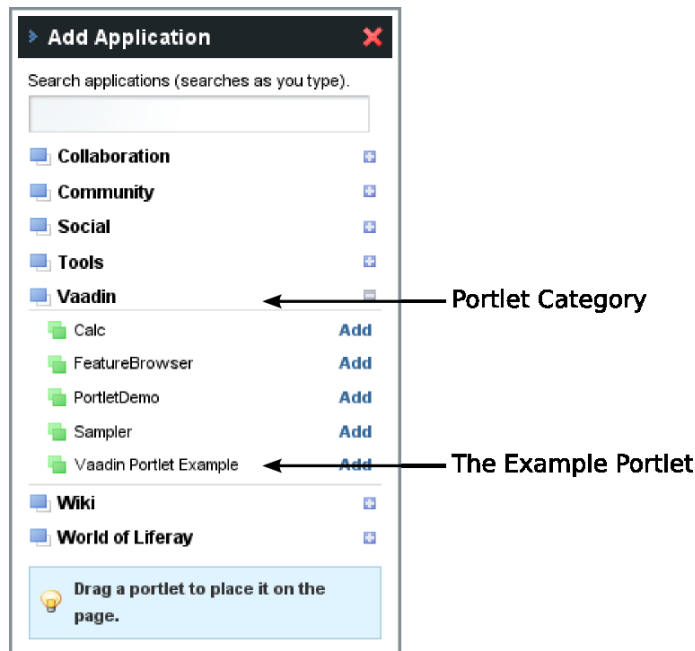 Add Application
Search applications (searches as you type).
Collaboration
Community
Social
Tools
Vaadin
Portlet Category
Calc Add
FeatureBrowser Add
PortletDemo Add
Sampler Add
Vaadin Portlet Example Add
The Example Portlet
Wiki
World of Liferay
Drag a portlet to place it on the
page.